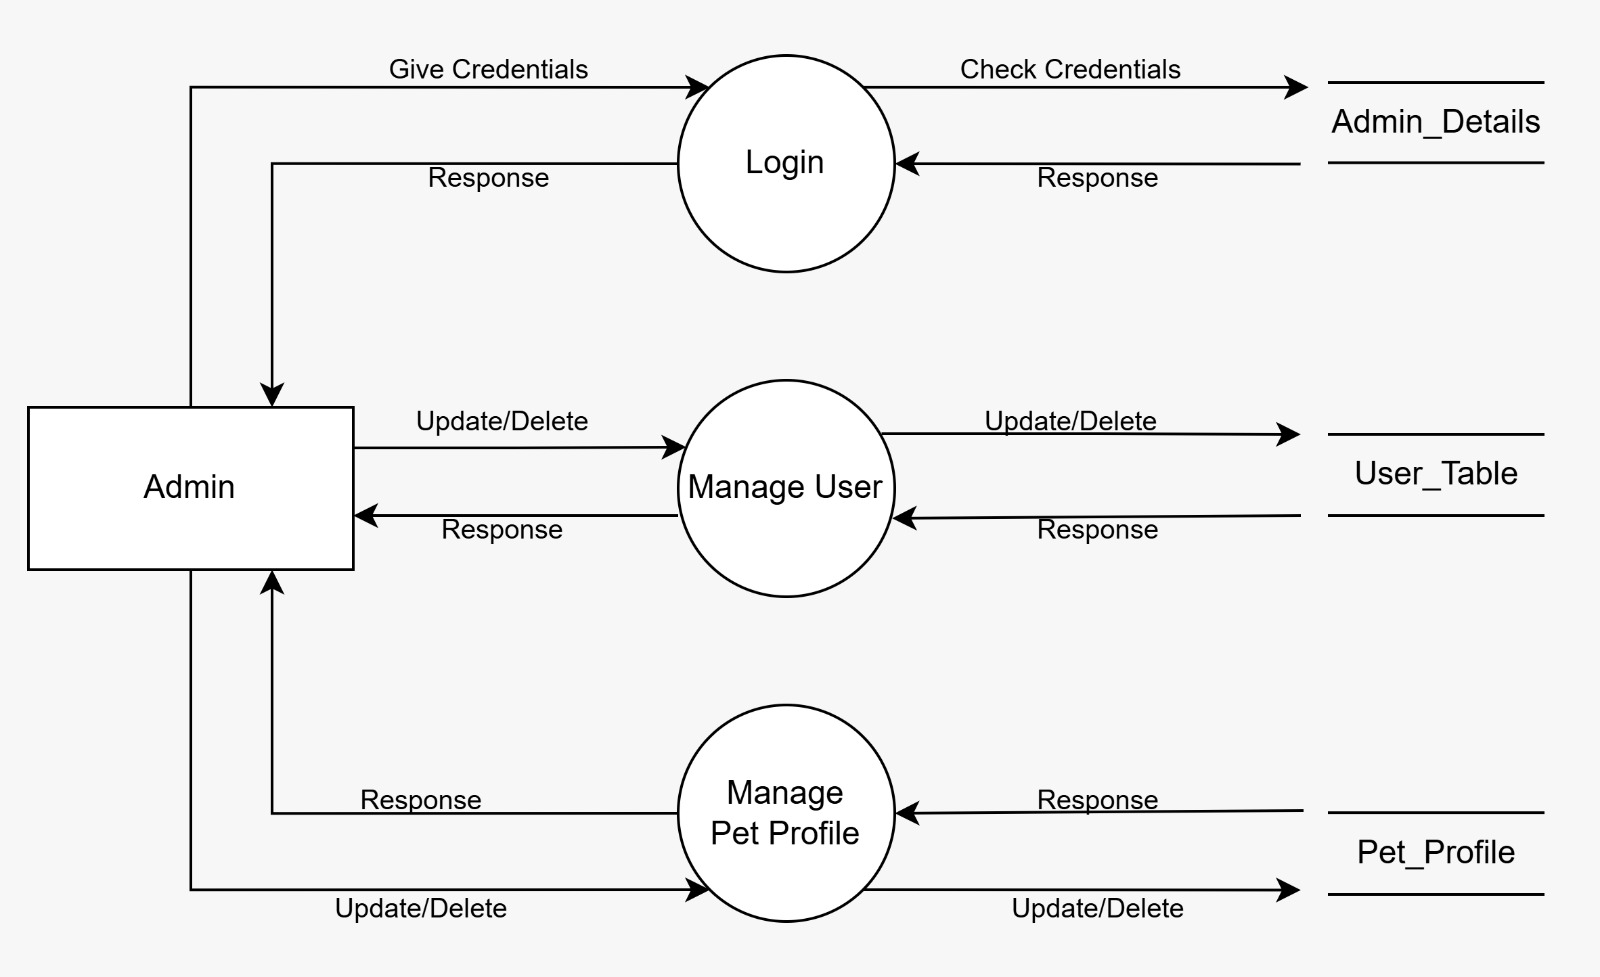 Give Credentials
Check Credentials
Admin_Details
Login
Response
Response
Update/Delete
Update/Delete
User_Table
Admin
Manage User
Response
Response
Manage
Pet Profile
Response
Response
Pet_Profile
Update/Delete
Update/Delete